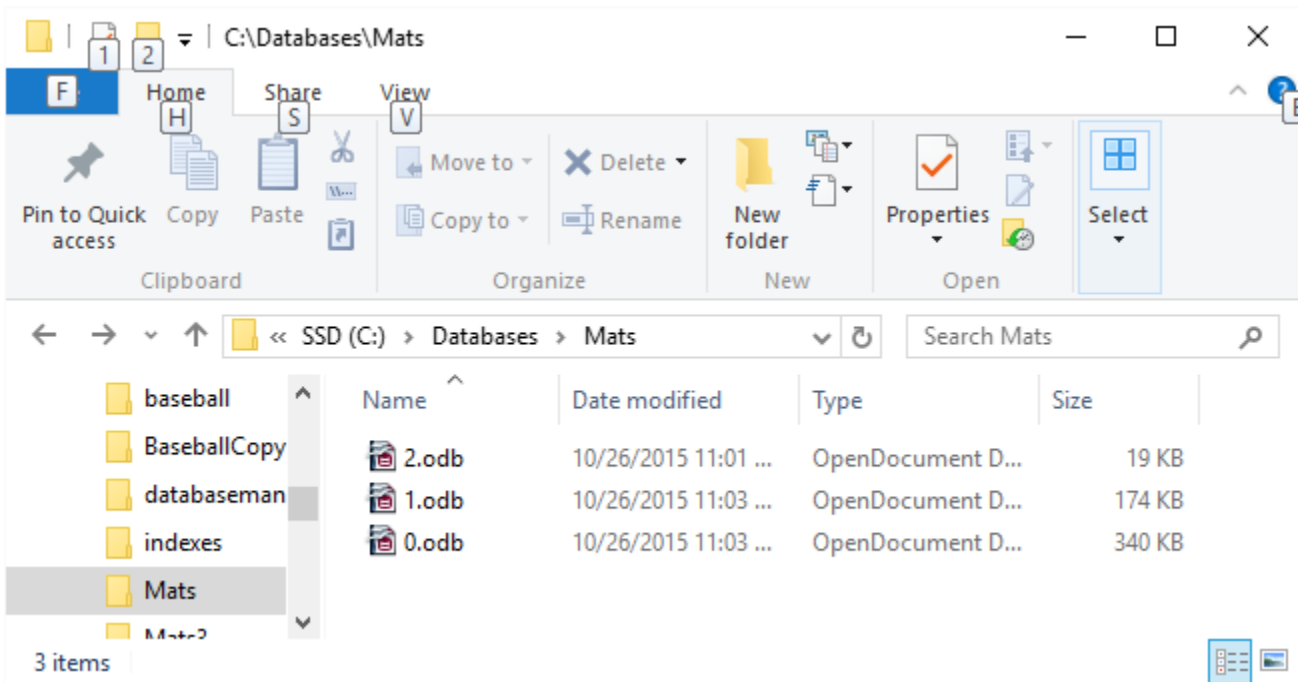 C:\Databases\Mats
1 2
F Home Share View
H S V
Pin to Quick access Copy Paste
Move to Delete
Copy to Rename
New folder Properties Select
Clipboard Organize New Open
« SSD (C:) > Databases > Mats Search Mats
baseball
BaseballCopy
databaseman
indexes
Mats
Name Date modified Type Size
2.odb 10/26/2015 11:01 ... OpenDocument D... 19 KB
1.odb 10/26/2015 11:03 ... OpenDocument D... 174 KB
0.odb 10/26/2015 11:03 ... OpenDocument D... 340 KB
3 items